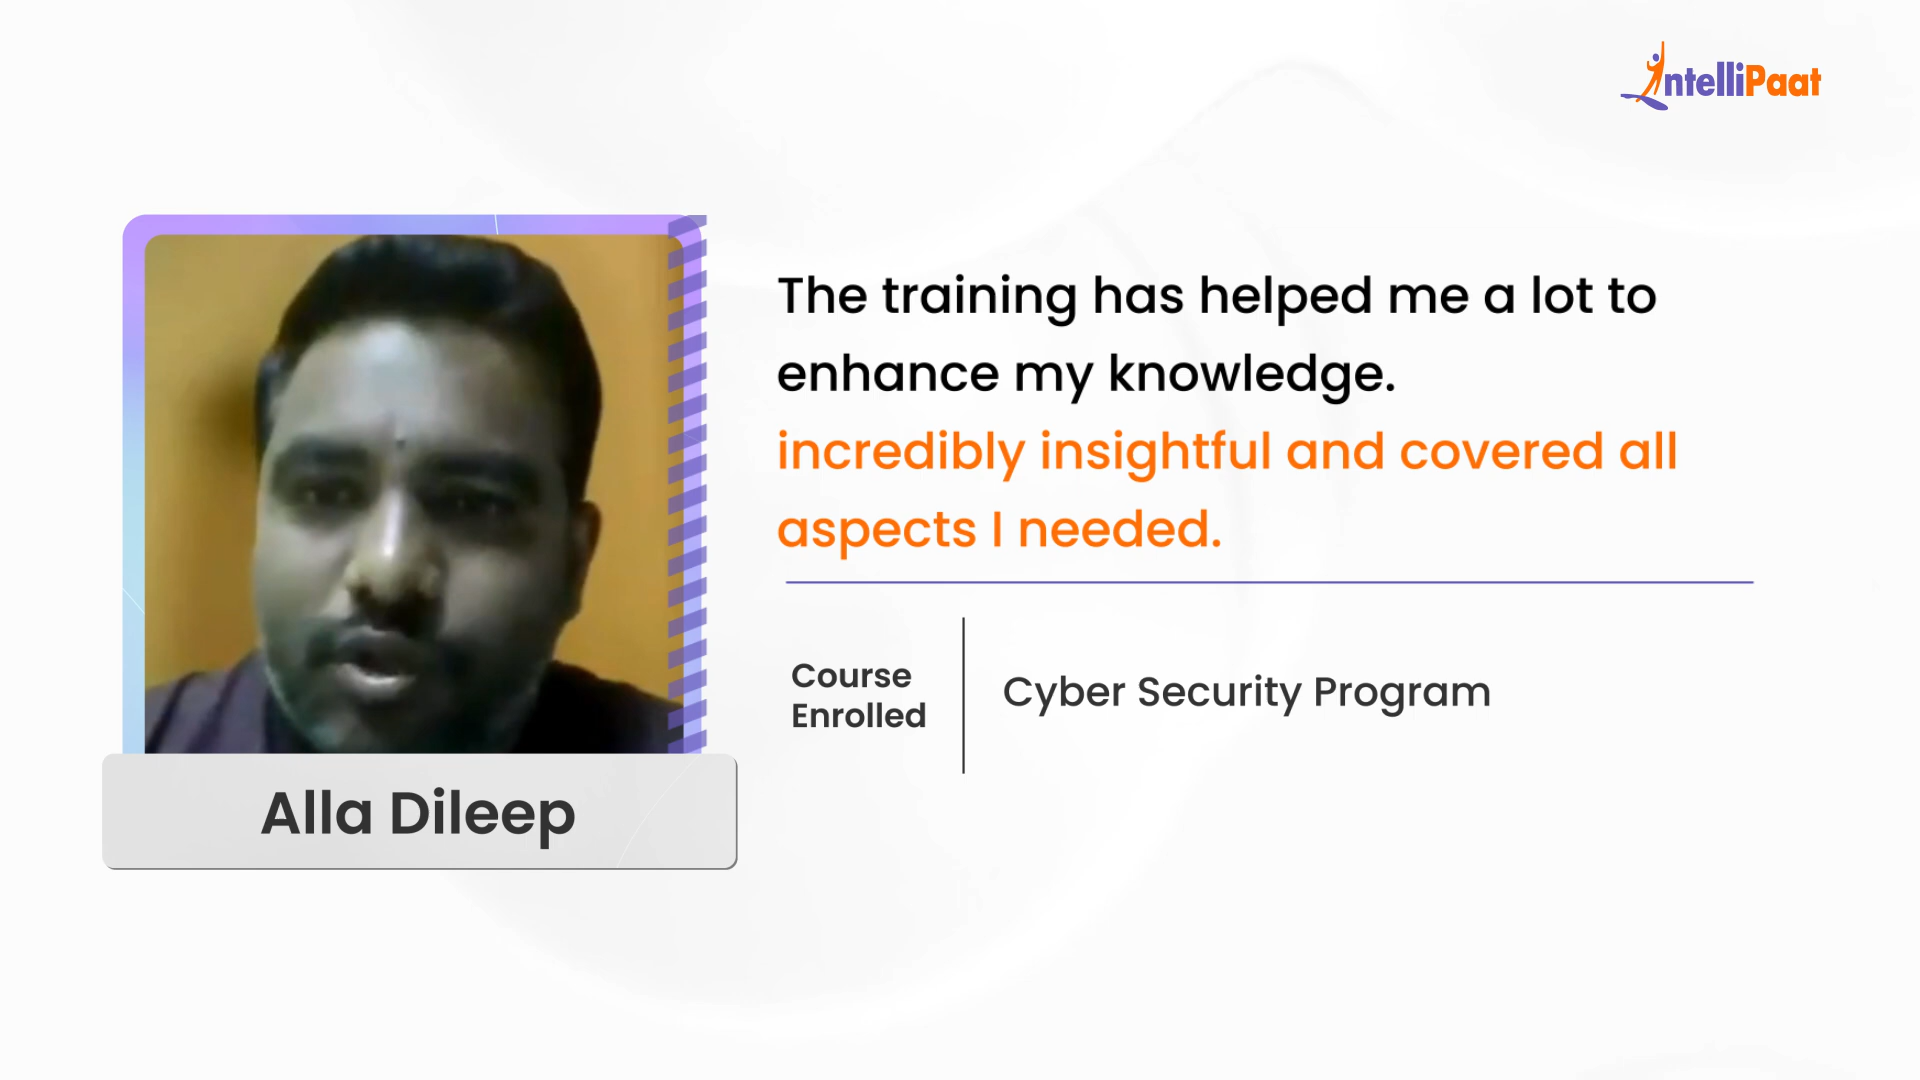 IntelliPaat
The training has helped me a lot to
enhance my knowledge.
incredibly insightful and covered all
aspects I needed.
Course
Enrolled
Cyber Security Program
Alla Dileep